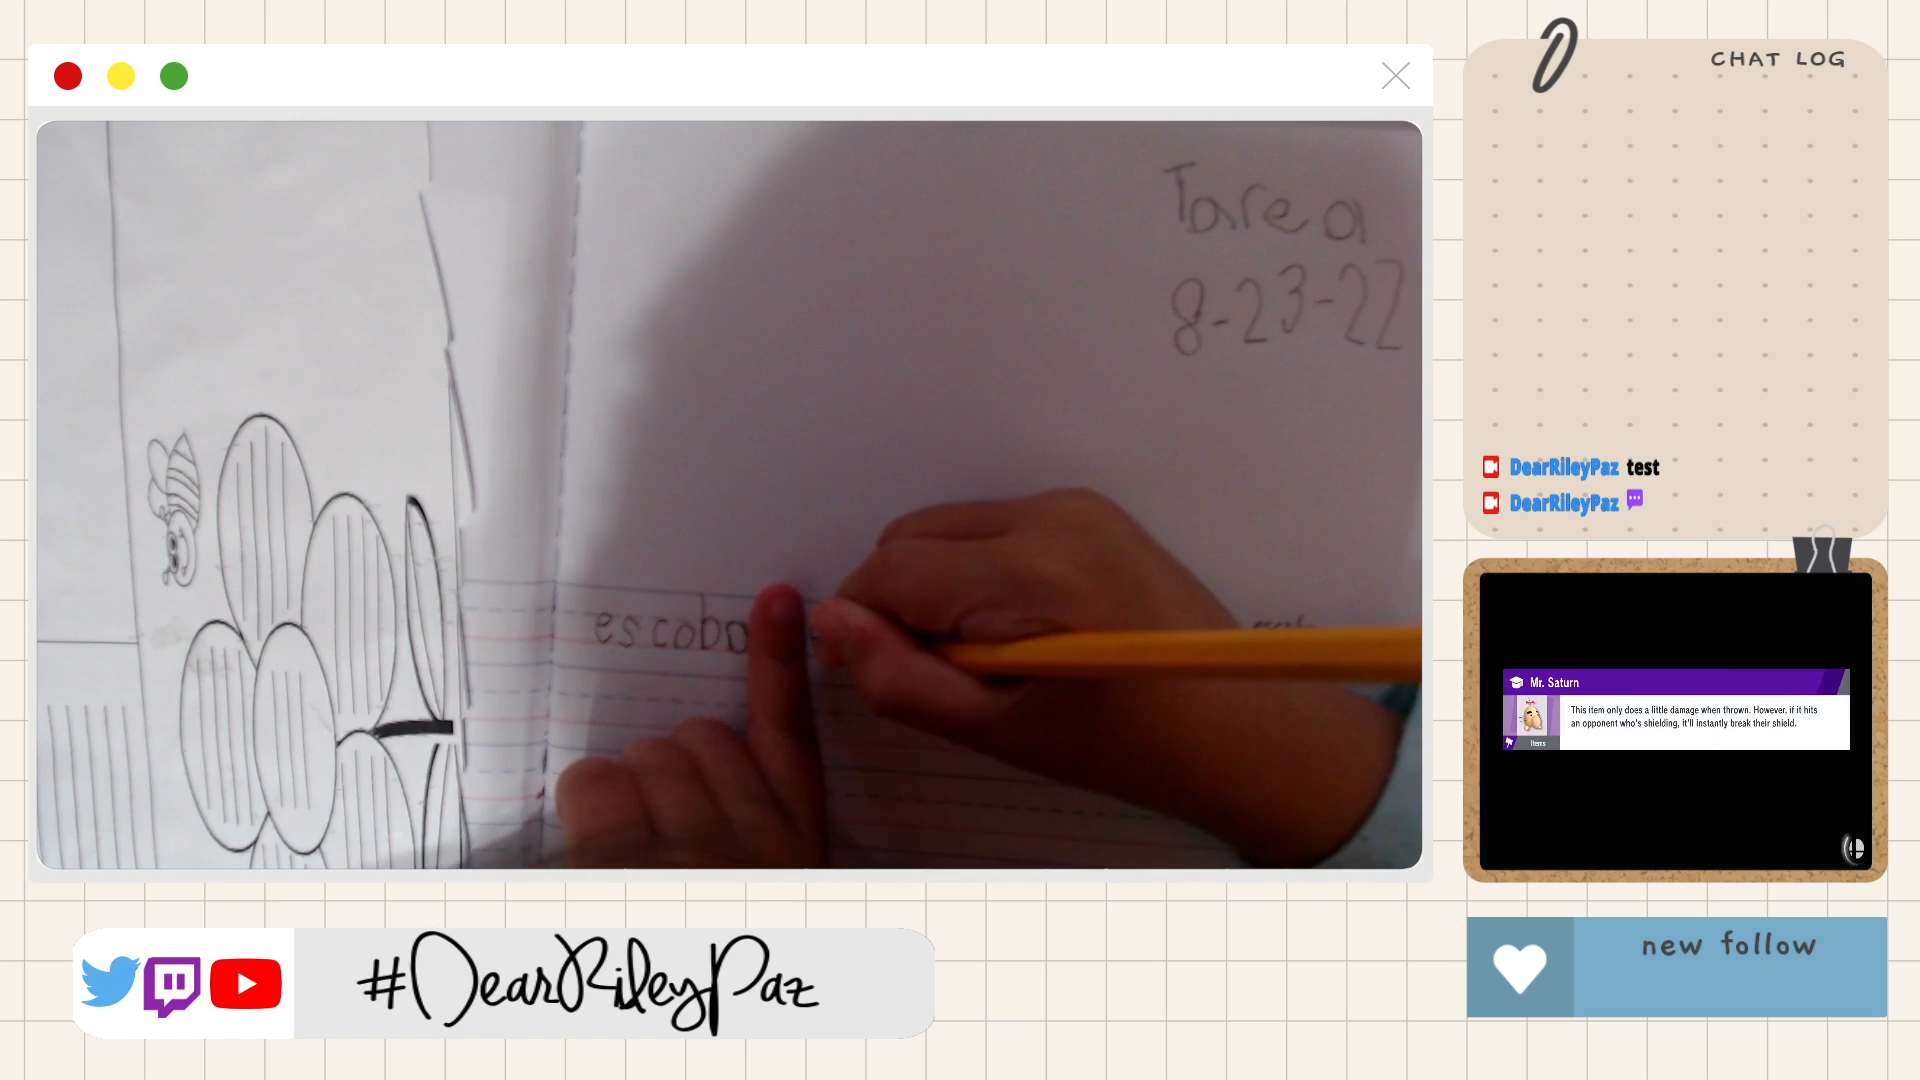 CHAT LOG
Tarea
8-23-22
escoba
DearRileyPaz test
DearRileyPaz
Mr. Saturn
This item only does a little damage when thrown. However, if it hits
an opponent who's shielding, it'll instantly break their shield.
Items
#DearRileyPaz
new follow